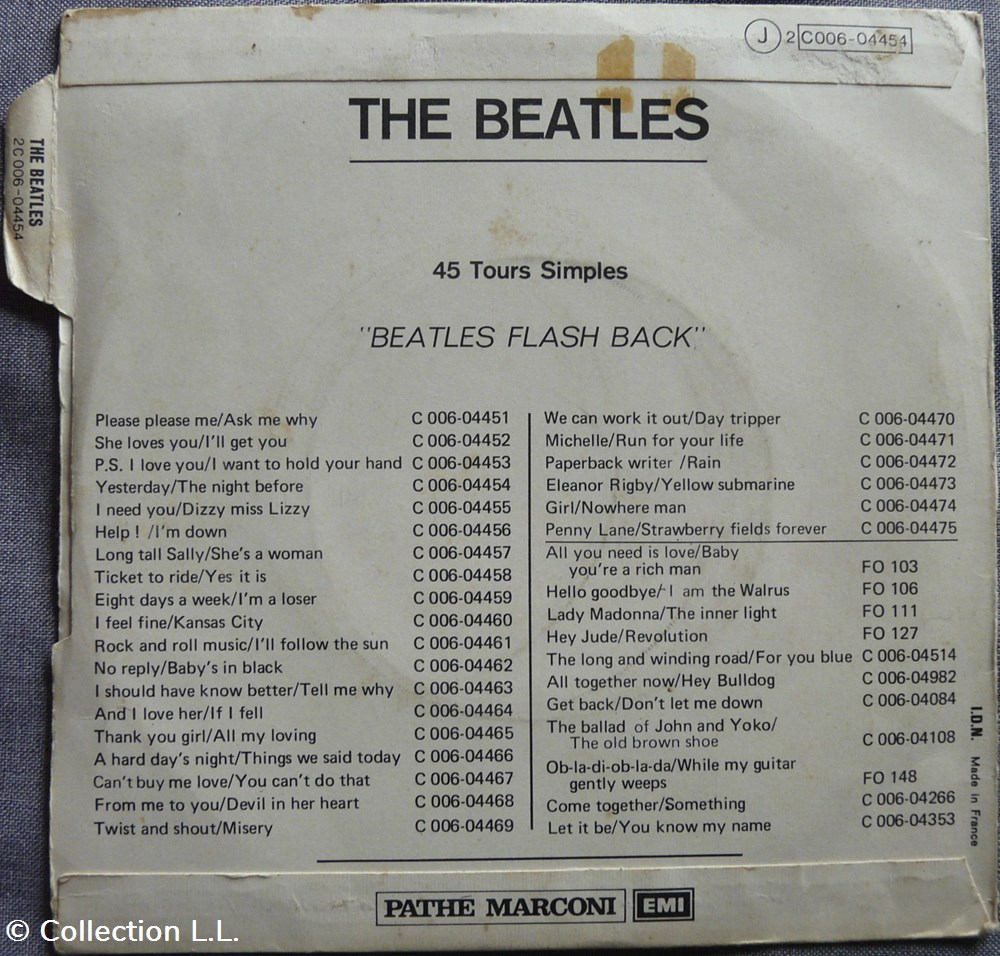 J 2 C006-04454
THE BEATLES
THE BEATLES
2C 006-04454
45 Tours Simples
"BEATLES FLASH BACK"
Please please me/Ask me why C 006-04451
She loves you/I'll get you C 006-04452
P.S. I love you/I want to hold your hand C 006-04453
Yesterday/The night before C 006-04454
I need you/Dizzy miss Lizzy C 006-04455
Help ! /I'm down C 006-04456
Long tall Sally/She's a woman C 006-04457
Ticket to ride/Yes it is C 006-04458
Eight days a week/I'm a loser C 006-04459
I feel fine/Kansas City C 006-04460
Rock and roll music/I'll follow the sun C 006-04461
No reply/Baby's in black C 006-04462
I should have know better/Tell me why C 006-04463
And I love her/If I fell C 006-04464
Thank you girl/All my loving C 006-04465
A hard day's night/Things we said today C 006-04466
Can't buy me love/You can't do that C 006-04467
From me to you/Devil in her heart C 006-04468
Twist and shout/Misery C 006-04469
We can work it out/Day tripper C 006-04470
Michelle/Run for your life C 006-04471
Paperback writer /Rain C 006-04472
Eleanor Rigby/Yellow submarine C 006-04473
Girl/Nowhere man C 006-04474
Penny Lane/Strawberry fields forever C 006-04475
All you need is love/Baby
you're a rich man FO 103
Hello goodbye/I am the Walrus FO 106
Lady Madonna/The inner light FO 111
Hey Jude/Revolution FO 127
The long and winding road/For you blue C 006-04514
All together now/Hey Bulldog C 006-04982
Get back/Don't let me down C 006-04084
The ballad of John and Yoko/
The old brown shoe C 006-04108
Ob-la-di-ob-la-da/While my guitar
gently weeps FO 148
Come together/Something C 006-04266
Let it be/You know my name C 006-04353
I.D.N. Made in France
PATHE MARCONI EMI
© Collection L.L.